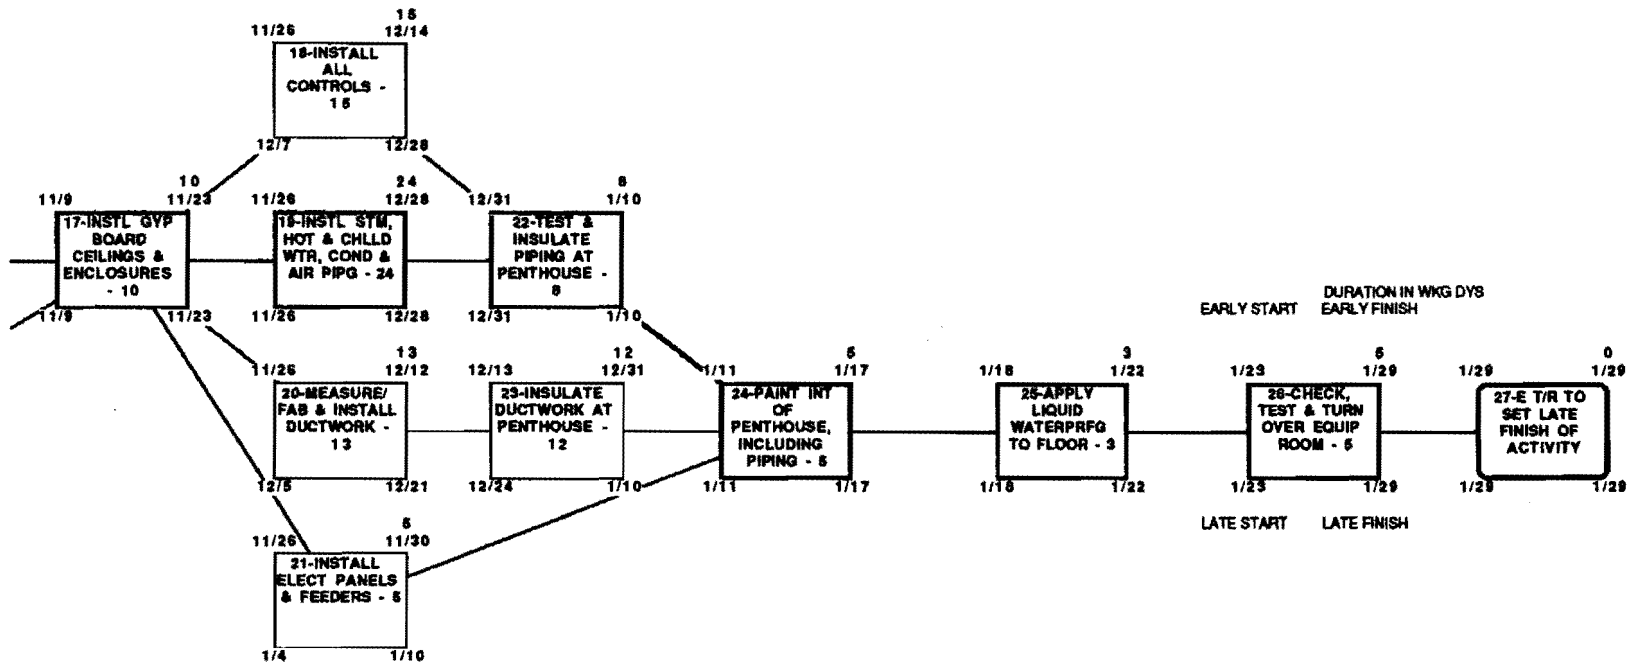 15
11/26 12/14
18-INSTALL
ALL
CONTROLS -
15
12/7 12/28
10
11/9 11/23
17-INSTL GYP
BOARD
CEILINGS &
ENCLOSURES
- 10
11/9 11/23
24
11/26 12/28
19-INSTL STM,
HOT & CHLLD
WTR, COND &
AIR PIPG - 24
11/26 12/28
8
12/31 1/10
22-TEST &
INSULATE
PIPING AT
PENTHOUSE -
8
12/31 1/10
DURATION IN WKG DYS
EARLY START EARLY FINISH
13
11/26 12/12
20-MEASURE/
FAB & INSTALL
DUCTWORK -
13
12/5 12/21
12
12/13 12/31
23-INSULATE
DUCTWORK AT
PENTHOUSE -
12
12/24 1/10
5
1/11 1/17
24-PAINT INT
OF
PENTHOUSE,
INCLUDING
PIPING - 5
1/11 1/17
3
1/18 1/22
25-APPLY
LIQUID
WATERPRFG
TO FLOOR - 3
1/18 1/22
5
1/23 1/29
26-CHECK,
TEST & TURN
OVER EQUIP
ROOM - 5
1/23 1/29
0
1/29 1/29
27-E T/R TO
SET LATE
FINISH OF
ACTIVITY
1/29 1/29
LATE START LATE FINISH
5
11/26 11/30
21-INSTALL
ELECT PANELS
& FEEDERS - 5
1/4 1/10